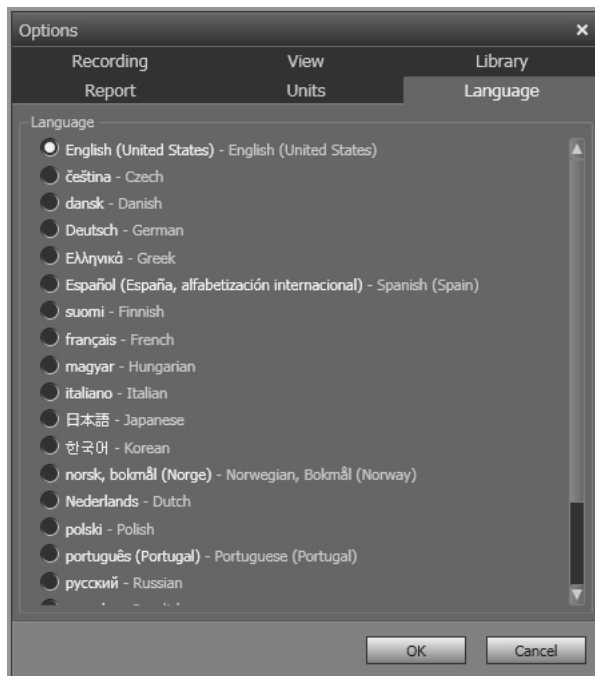 Options
Recording View Library
Report Units Language
Language
English (United States) - English (United States)
čeština - Czech
dansk - Danish
Deutsch - German
Ελληνικά - Greek
Español (España, alfabetización internacional) - Spanish (Spain)
suomi - Finnish
français - French
magyar - Hungarian
italiano - Italian
日本語 - Japanese
한국어 - Korean
norsk, bokmål (Norge) - Norwegian, Bokmål (Norway)
Nederlands - Dutch
polski - Polish
português (Portugal) - Portuguese (Portugal)
русский - Russian
OK Cancel